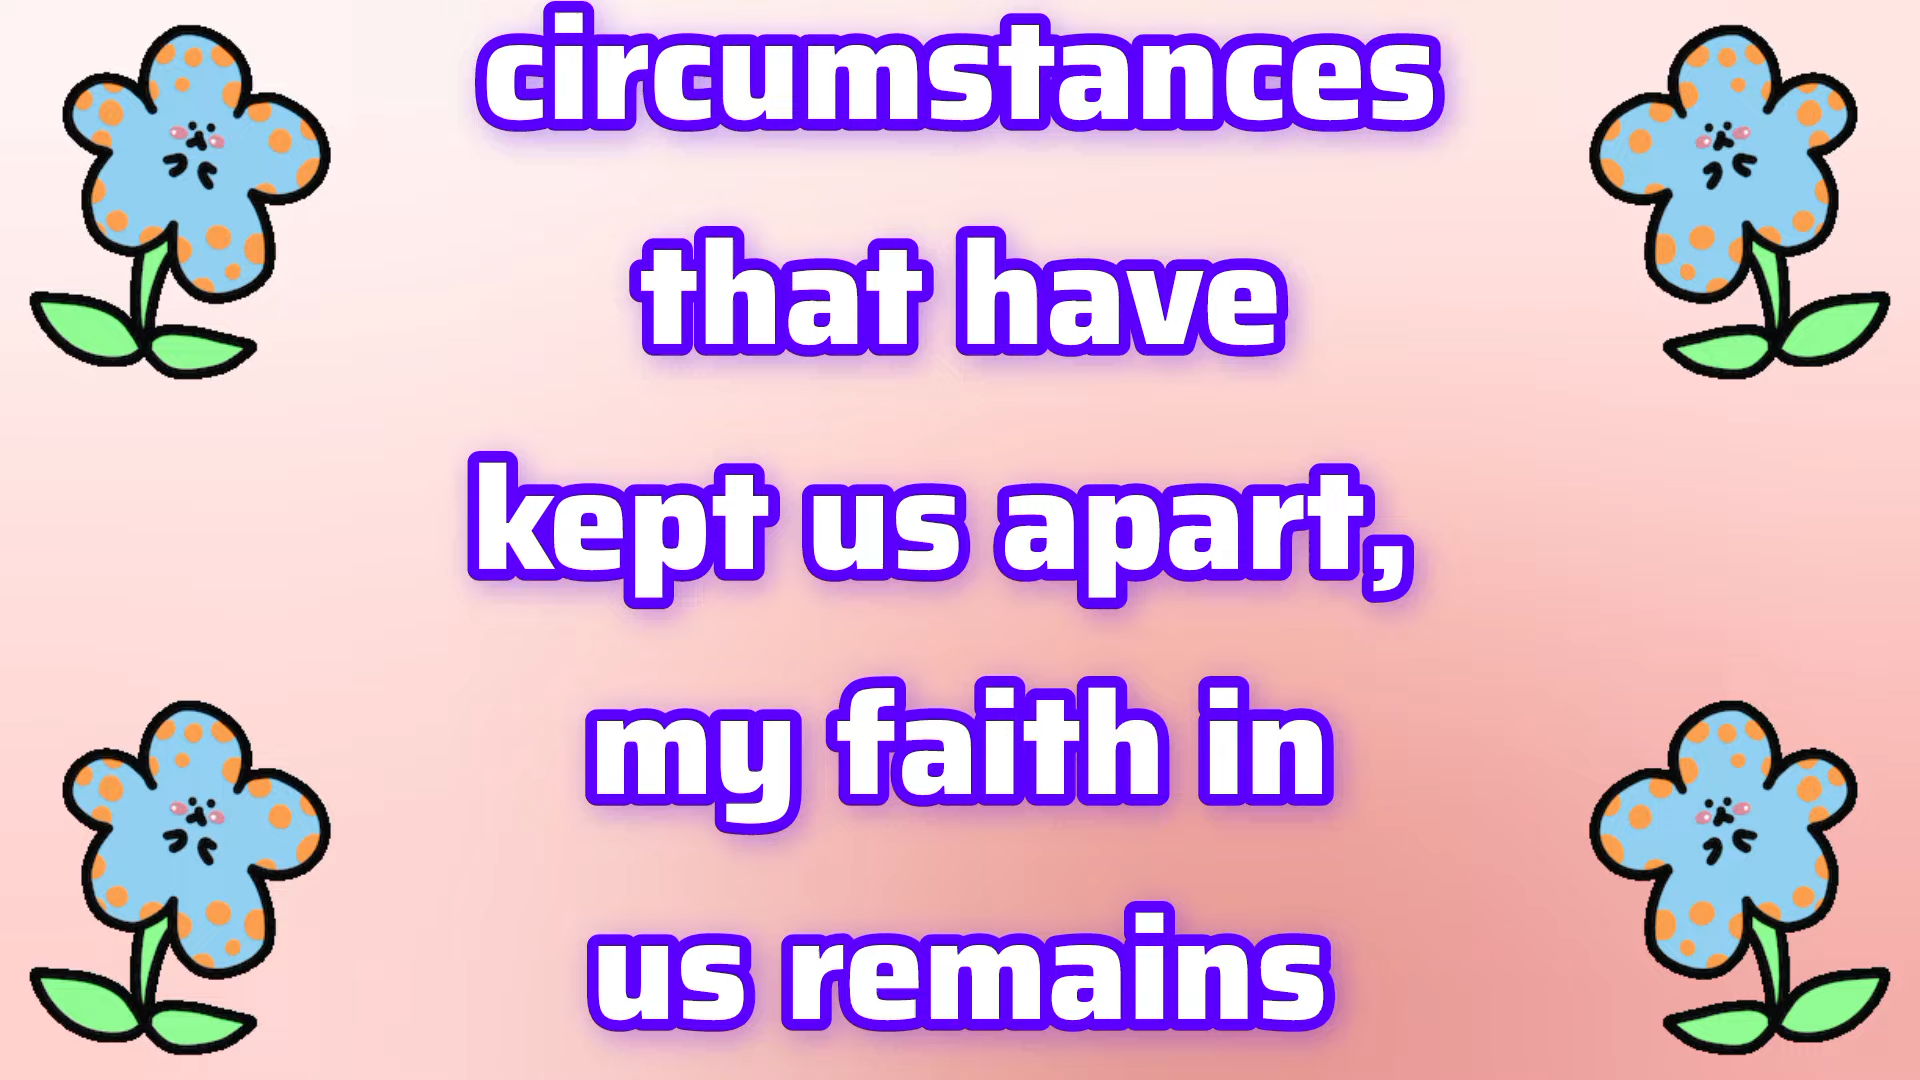 circumstances
that have
kept us apart,
my faith in
us remains